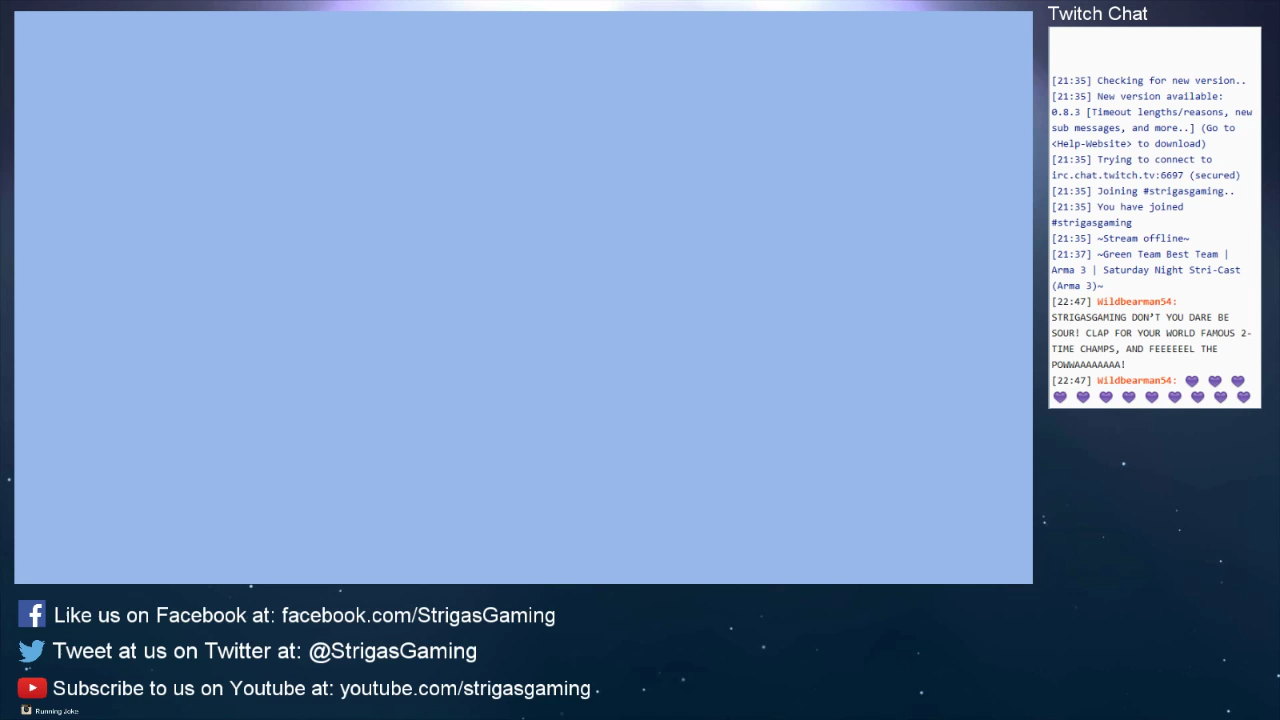 Twitch Chat
[21:35] Checking for new version..
[21:35] New version available:
0.8.3 [Timeout lengths/reasons, new
sub messages, and more..] (Go to
<Help-Website> to download)
[21:35] Trying to connect to
irc.chat.twitch.tv:6697 (secured)
[21:35] Joining #strigasgaming..
[21:35] You have joined
#strigasgaming
[21:35] ~Stream offline~
[21:37] ~Green Team Best Team |
Arma 3 | Saturday Night Stri-Cast
(Arma 3)~
[22:47] Wildbearman54:
STRIGASGAMING DON'T YOU DARE BE
SOUR! CLAP FOR YOUR WORLD FAMOUS 2-
TIME CHAMPS, AND FEEEEEEL THE
POWWAAAAAAAA!
[22:47] Wildbearman54: 💜 💜 💜
💜 💜 💜 💜 💜 💜 💜 💜 💜
Like us on Facebook at: facebook.com/StrigasGaming
Tweet at us on Twitter at: @StrigasGaming
Subscribe to us on Youtube at: youtube.com/strigasgaming
Running Joke